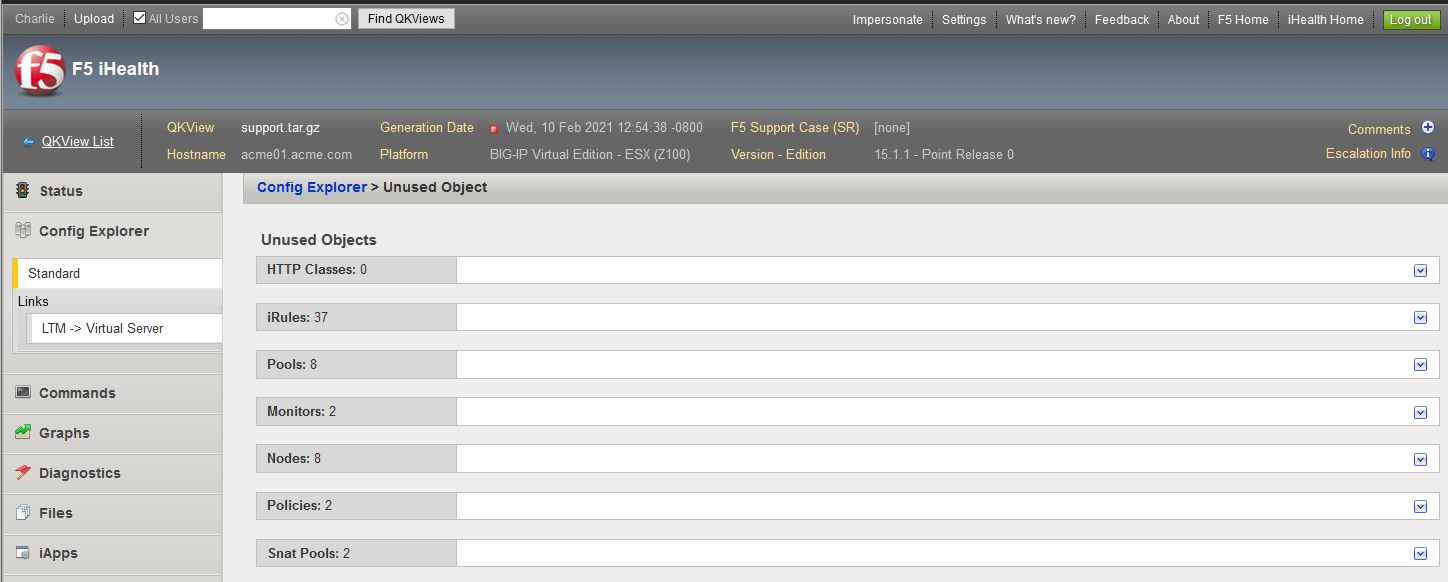 Charlie Upload All Users Find QKViews Impersonate Settings What's new? Feedback About F5 Home iHealth Home Log out
f5 F5 iHealth
QKView List
QKView support.tar.gz Generation Date Wed, 10 Feb 2021 12:54:38 -0800 F5 Support Case (SR) [none] Comments
Hostname acme01.acme.com Platform BIG-IP Virtual Edition - ESX (Z100) Version - Edition 15.1.1 - Point Release 0 Escalation Info
Status
Config Explorer
Standard
Links
LTM -> Virtual Server
Commands
Graphs
Diagnostics
Files
iApps
Config Explorer > Unused Object
Unused Objects
HTTP Classes: 0
iRules: 37
Pools: 8
Monitors: 2
Nodes: 8
Policies: 2
Snat Pools: 2